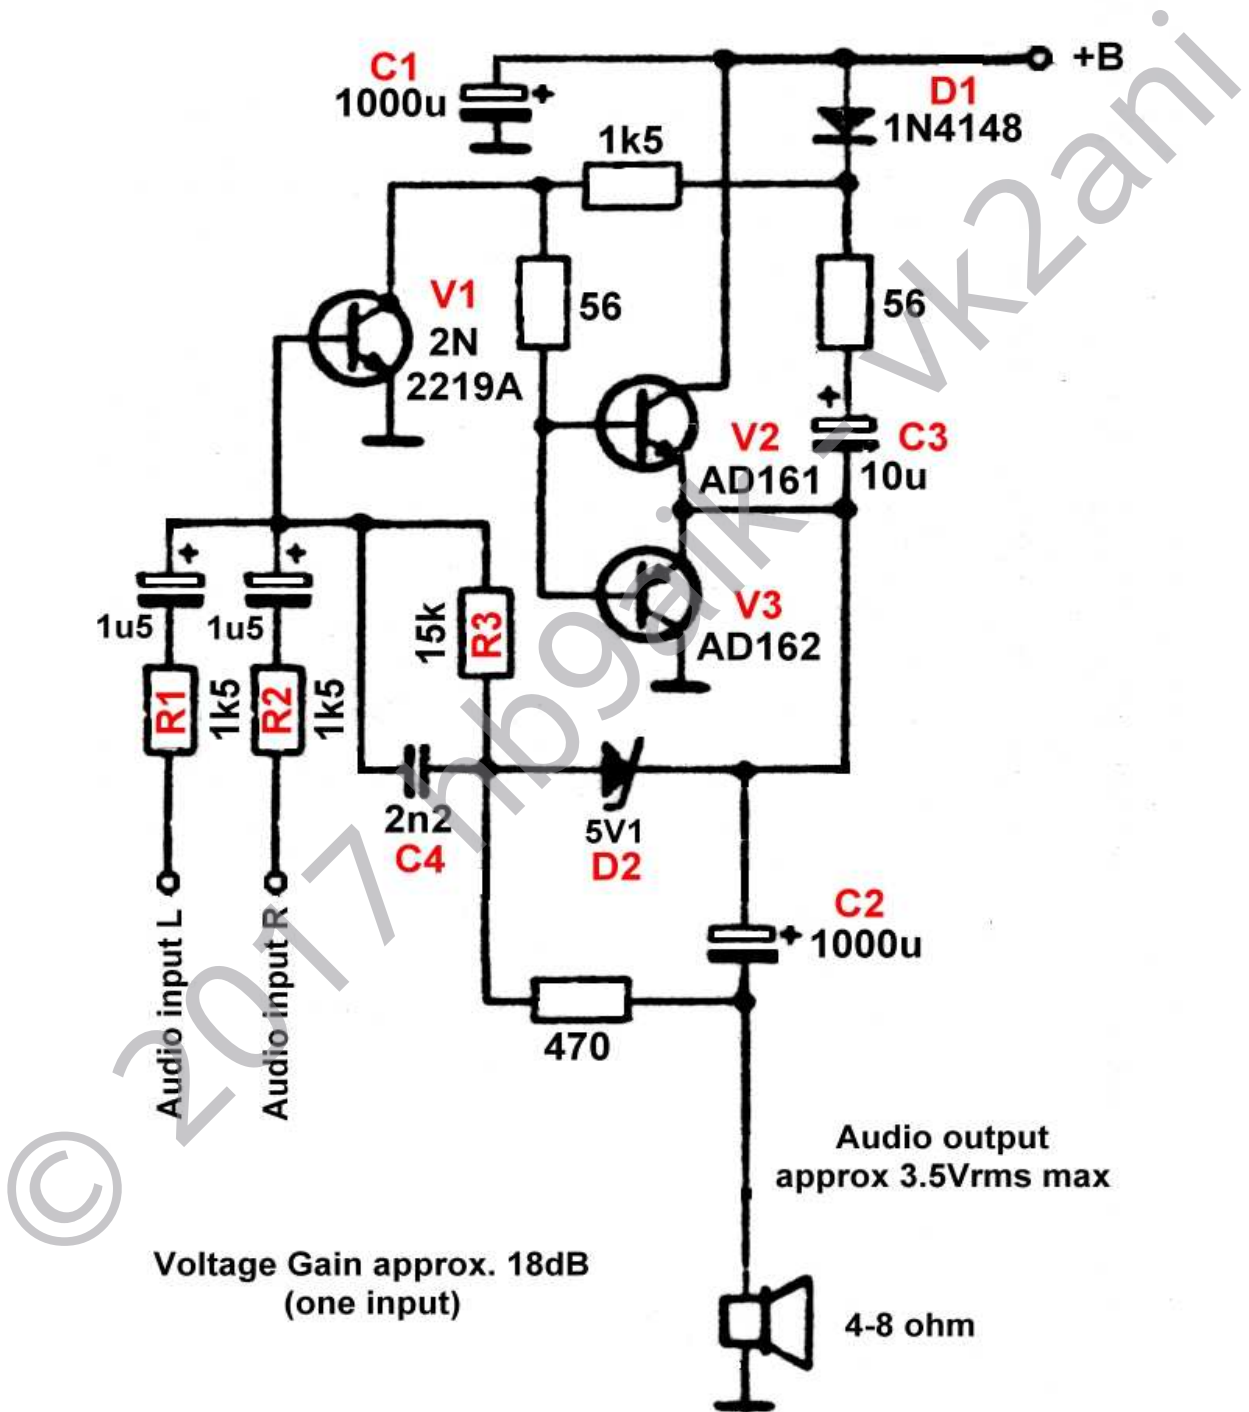 C1
1000u
+
+B
D1
1N4148
1k5
V1
2N
2219A
56
56
+
V2
AD161
C3
10u
+
+
1u5
1u5
15k
R3
V3
AD162
R1
1k5
R2
1k5
2n2
C4
5V1
D2
C2
+
1000u
470
Audio input L
Audio input R
Audio output
approx 3.5Vrms max
Voltage Gain approx. 18dB
(one input)
4-8 ohm
© 2017 hb9aik - vk2ani